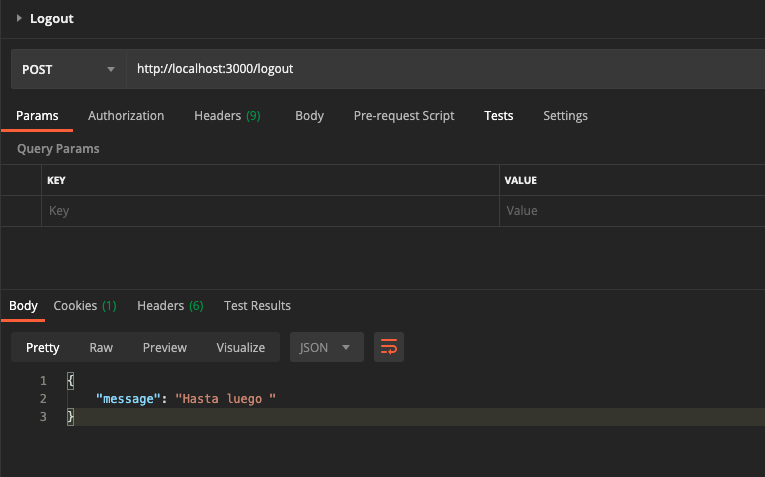 Logout
POST http://localhost:3000/logout
Params Authorization Headers (9) Body Pre-request Script Tests Settings
Query Params
KEY VALUE
Key Value
Body Cookies (1) Headers (6) Test Results
Pretty Raw Preview Visualize JSON
1 {
2 "message": "Hasta luego "
3 }